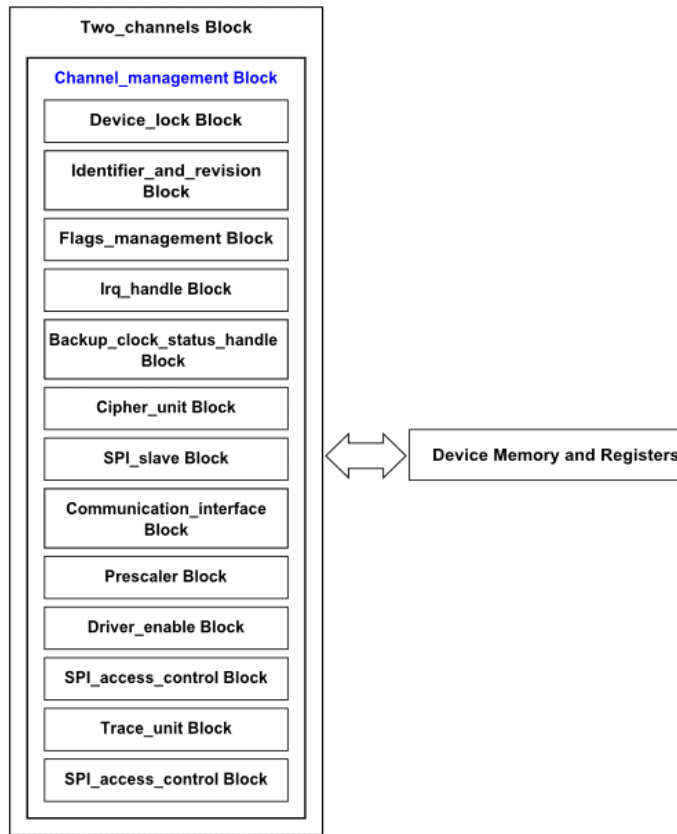 Two_channels Block
Channel_management Block
Device_lock Block
Identifier_and_revision
Block
Flags_management Block
Irq_handle Block
Backup_clock_status_handle
Block
Cipher_unit Block
SPI_slave Block
Device Memory and Registers
Communication_interface
Block
Prescaler Block
Driver_enable Block
SPI_access_control Block
Trace_unit Block
SPI_access_control Block